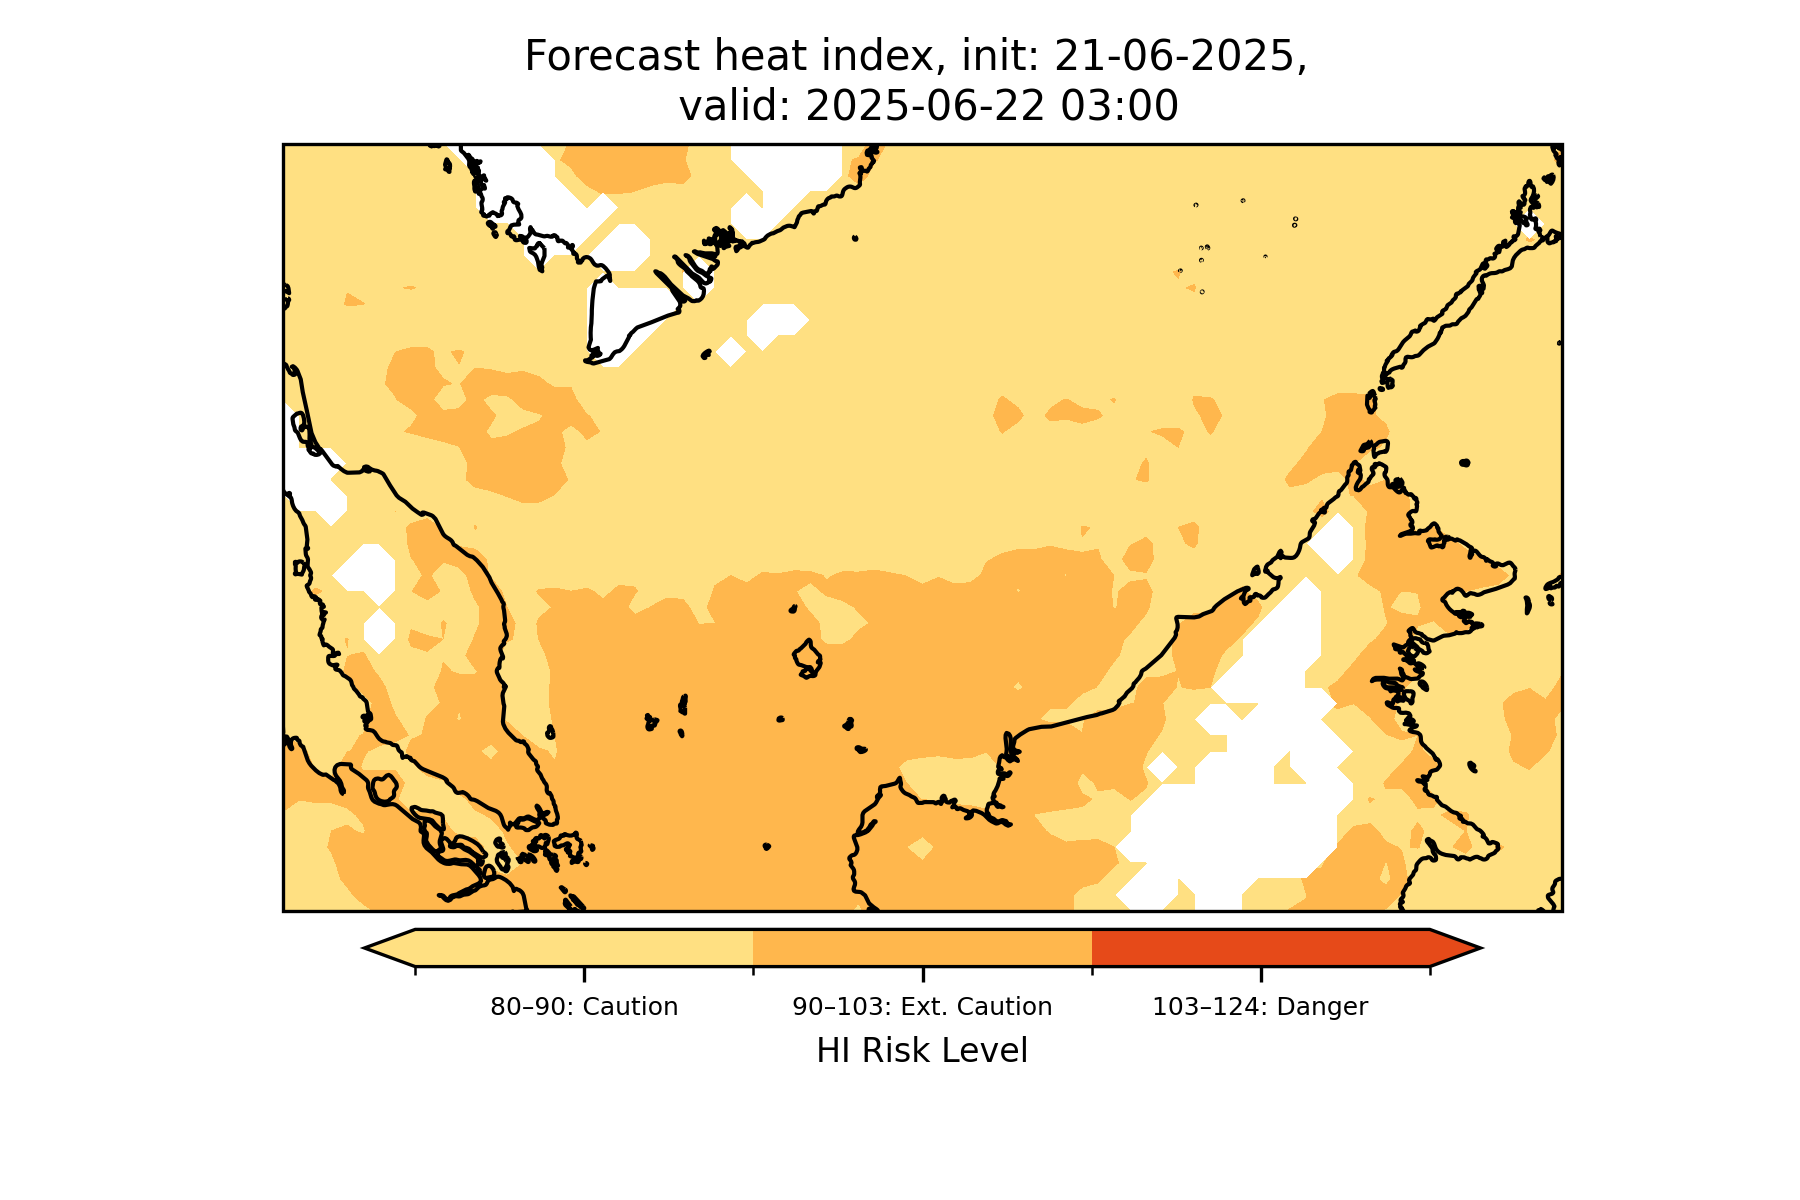 Forecast heat index, init: 21-06-2025,
valid: 2025-06-22 03:00
80–90: Caution
90–103: Ext. Caution
103–124: Danger
HI Risk Level